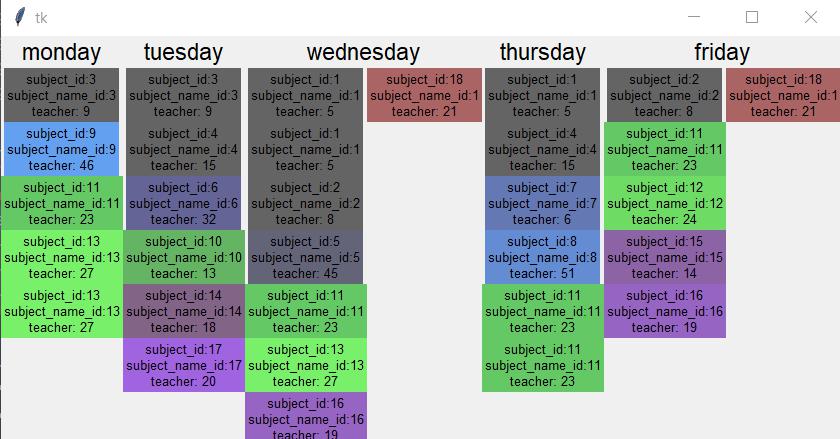 tk
monday
subject_id:3
subject_name_id:3
teacher: 9
subject_id:9
subject_name_id:9
teacher: 46
subject_id:11
subject_name_id:11
teacher: 23
subject_id:13
subject_name_id:13
teacher: 27
subject_id:13
subject_name_id:13
teacher: 27
tuesday
subject_id:3
subject_name_id:3
teacher: 9
subject_id:4
subject_name_id:4
teacher: 15
subject_id:6
subject_name_id:6
teacher: 32
subject_id:10
subject_name_id:10
teacher: 13
subject_id:14
subject_name_id:14
teacher: 18
subject_id:17
subject_name_id:17
teacher: 20
wednesday
subject_id:1
subject_name_id:1
teacher: 5
subject_id:1
subject_name_id:1
teacher: 5
subject_id:2
subject_name_id:2
teacher: 8
subject_id:5
subject_name_id:5
teacher: 45
subject_id:11
subject_name_id:11
teacher: 23
subject_id:13
subject_name_id:13
teacher: 27
subject_id:16
subject_name_id:16
teacher: 19
subject_id:18
subject_name_id:1
teacher: 21
thursday
subject_id:1
subject_name_id:1
teacher: 5
subject_id:4
subject_name_id:4
teacher: 15
subject_id:7
subject_name_id:7
teacher: 6
subject_id:8
subject_name_id:8
teacher: 51
subject_id:11
subject_name_id:11
teacher: 23
subject_id:11
subject_name_id:11
teacher: 23
friday
subject_id:2
subject_name_id:2
teacher: 8
subject_id:11
subject_name_id:11
teacher: 23
subject_id:12
subject_name_id:12
teacher: 24
subject_id:15
subject_name_id:15
teacher: 14
subject_id:16
subject_name_id:16
teacher: 19
subject_id:18
subject_name_id:1
teacher: 21